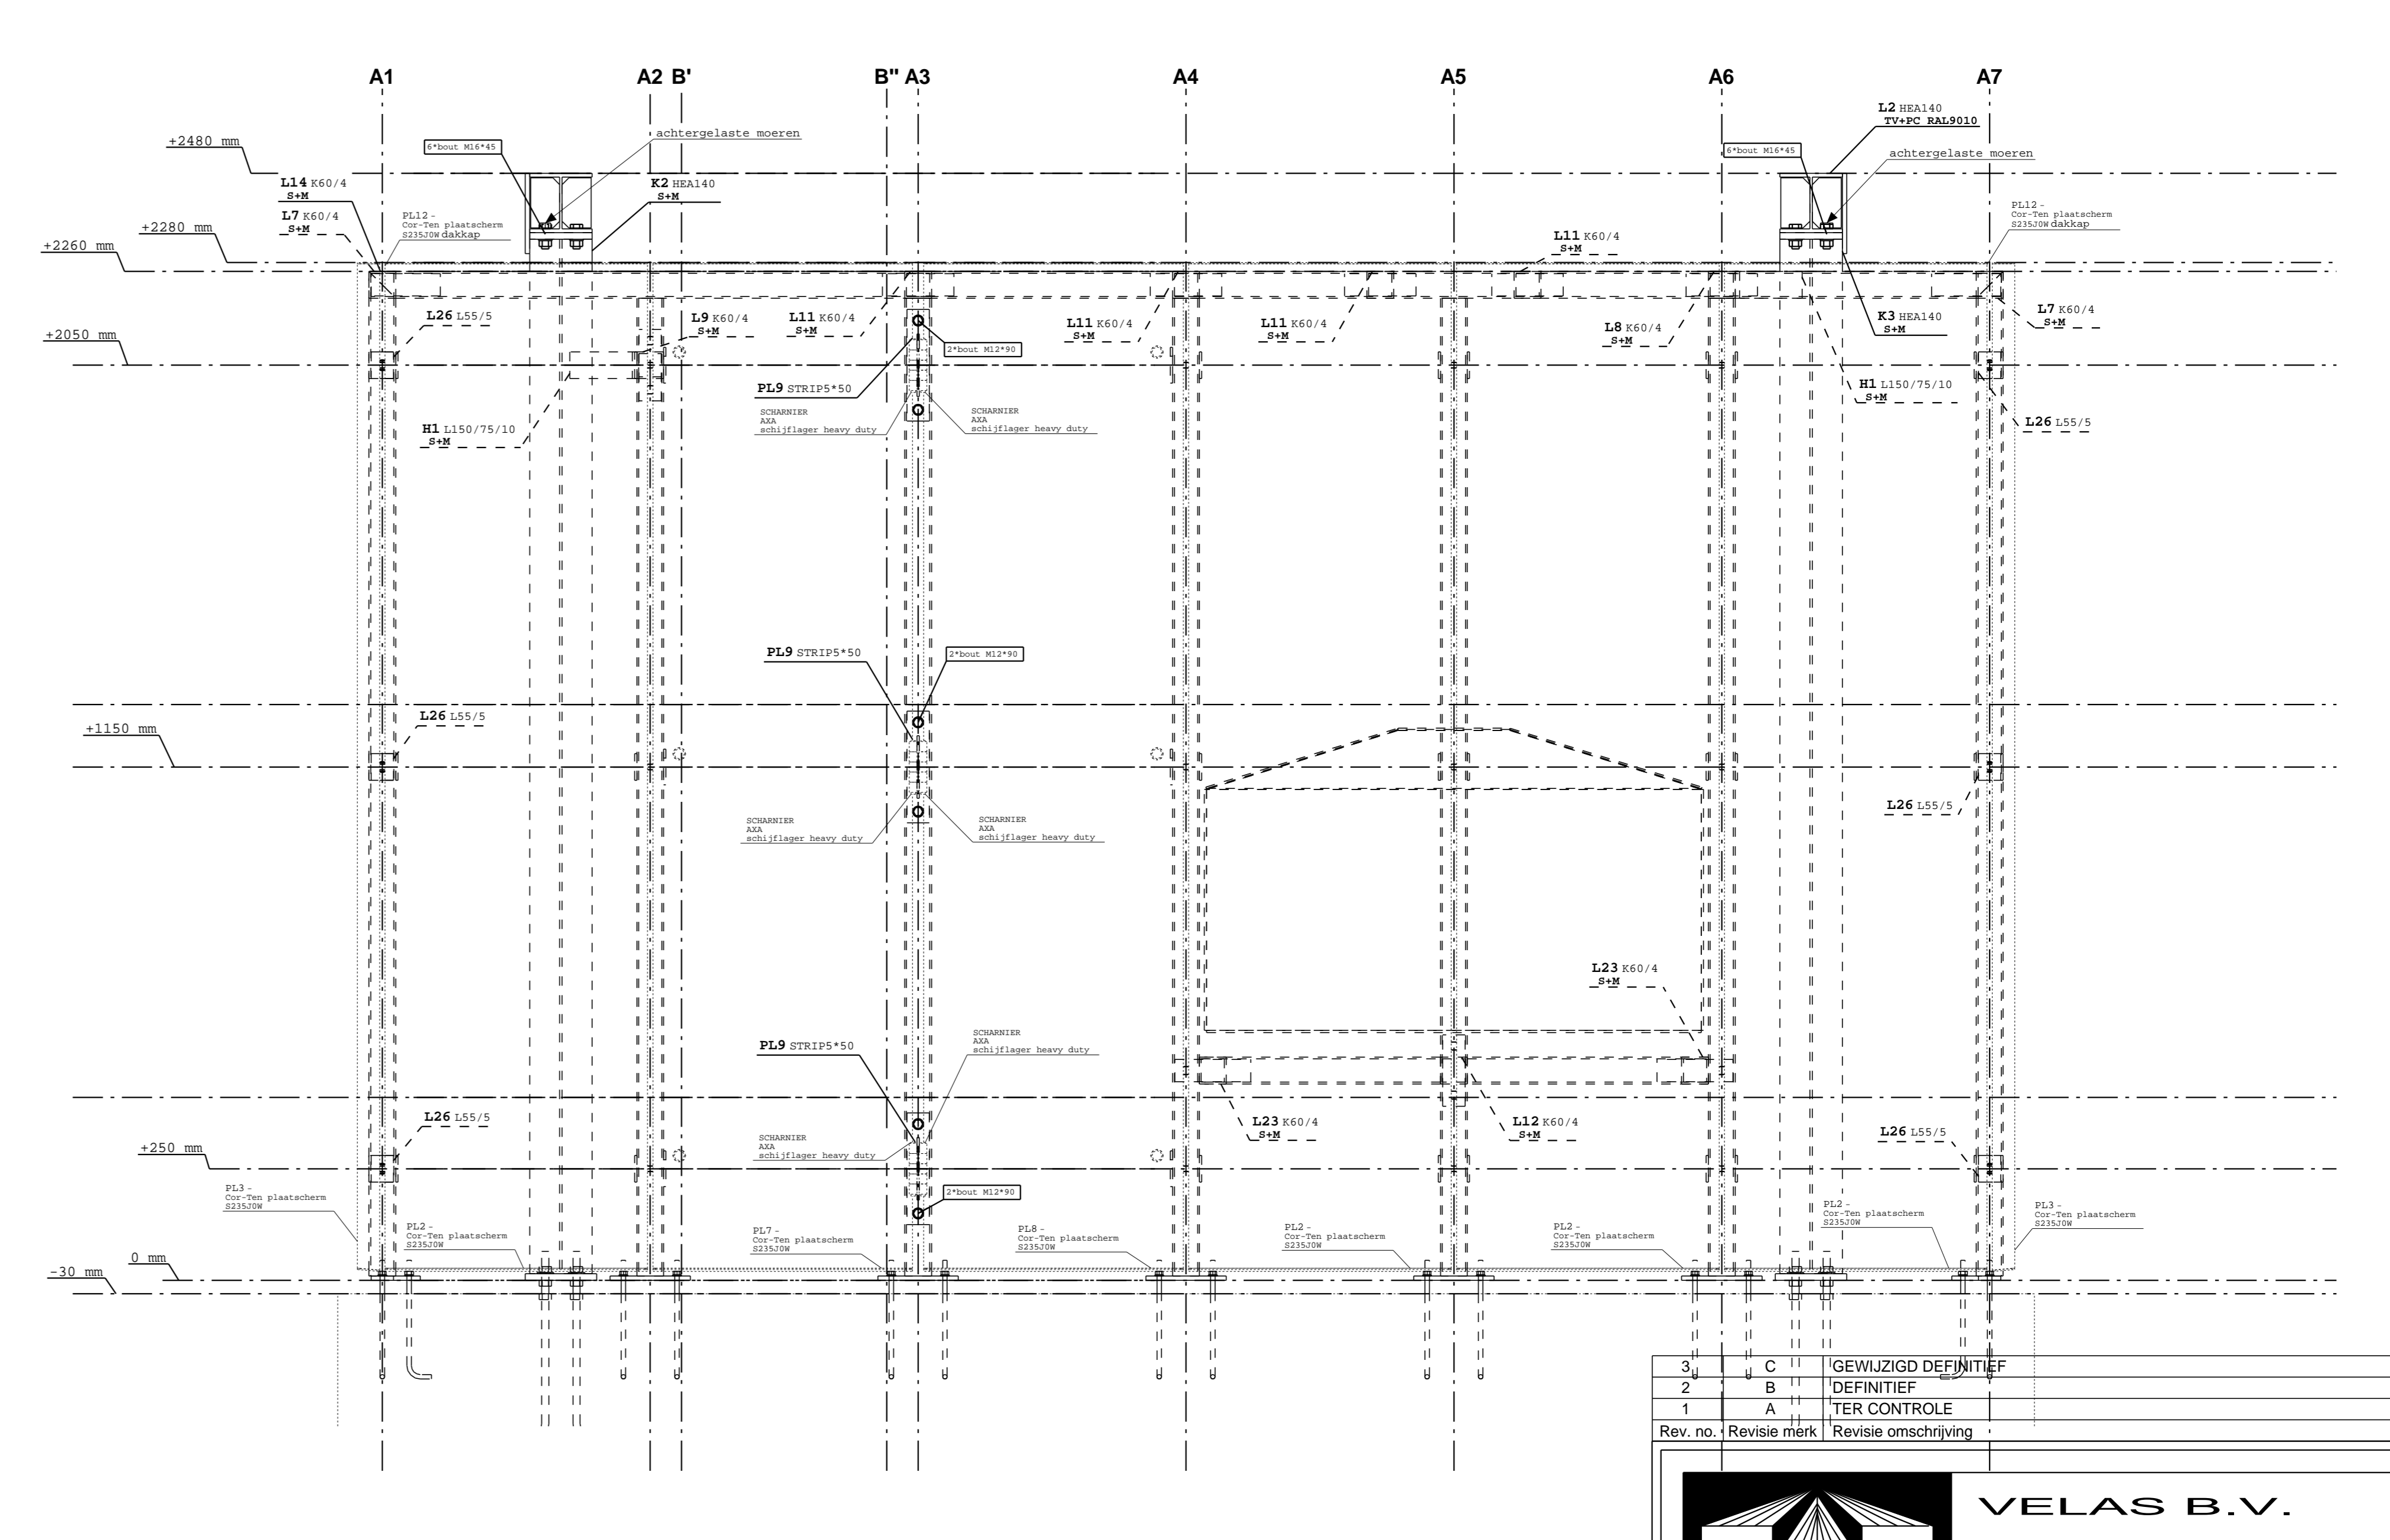 A1
A2
B'
B"
A3
A4
A5
A6
A7
L2 HEA140
TV+PC RAL9010
+2480 mm
6*bout M16*45
achtergelaste moeren
6*bout M16*45
achtergelaste moeren
L14 K60/4
S+M
K2 HEA140
S+M
L7 K60/4
S+M
PL12 -
Cor-Ten plaatscherm
S235J0W dakkap
PL12 -
Cor-Ten plaatscherm
S235J0W dakkap
+2280 mm
+2260 mm
L11 K60/4
S+M
L26 L55/5
L9 K60/4
S+M
L11 K60/4
S+M
L11 K60/4
S+M
L11 K60/4
S+M
L8 K60/4
S+M
K3 HEA140
S+M
L7 K60/4
S+M
+2050 mm
2*bout M12*90
PL9 STRIP5*50
H1 L150/75/10
S+M
SCHARNIER
AXA
schijflager heavy duty
SCHARNIER
AXA
schijflager heavy duty
H1 L150/75/10
S+M
L26 L55/5
PL9 STRIP5*50
2*bout M12*90
L26 L55/5
+1150 mm
L26 L55/5
SCHARNIER
AXA
schijflager heavy duty
SCHARNIER
AXA
schijflager heavy duty
L23 K60/4
S+M
PL9 STRIP5*50
SCHARNIER
AXA
schijflager heavy duty
L26 L55/5
SCHARNIER
AXA
schijflager heavy duty
L23 K60/4
S+M
L12 K60/4
S+M
L26 L55/5
+250 mm
2*bout M12*90
PL3 -
Cor-Ten plaatscherm
S235J0W
PL2 -
Cor-Ten plaatscherm
S235J0W
PL7 -
Cor-Ten plaatscherm
S235J0W
PL8 -
Cor-Ten plaatscherm
S235J0W
PL2 -
Cor-Ten plaatscherm
S235J0W
PL2 -
Cor-Ten plaatscherm
S235J0W
PL2 -
Cor-Ten plaatscherm
S235J0W
PL3 -
Cor-Ten plaatscherm
S235J0W
0 mm
-30 mm
3 C GEWIJZIGD DEFINITIEF
2 B DEFINITIEF
1 A TER CONTROLE
Rev. no. Revisie merk Revisie omschrijving
VELAS B.V.